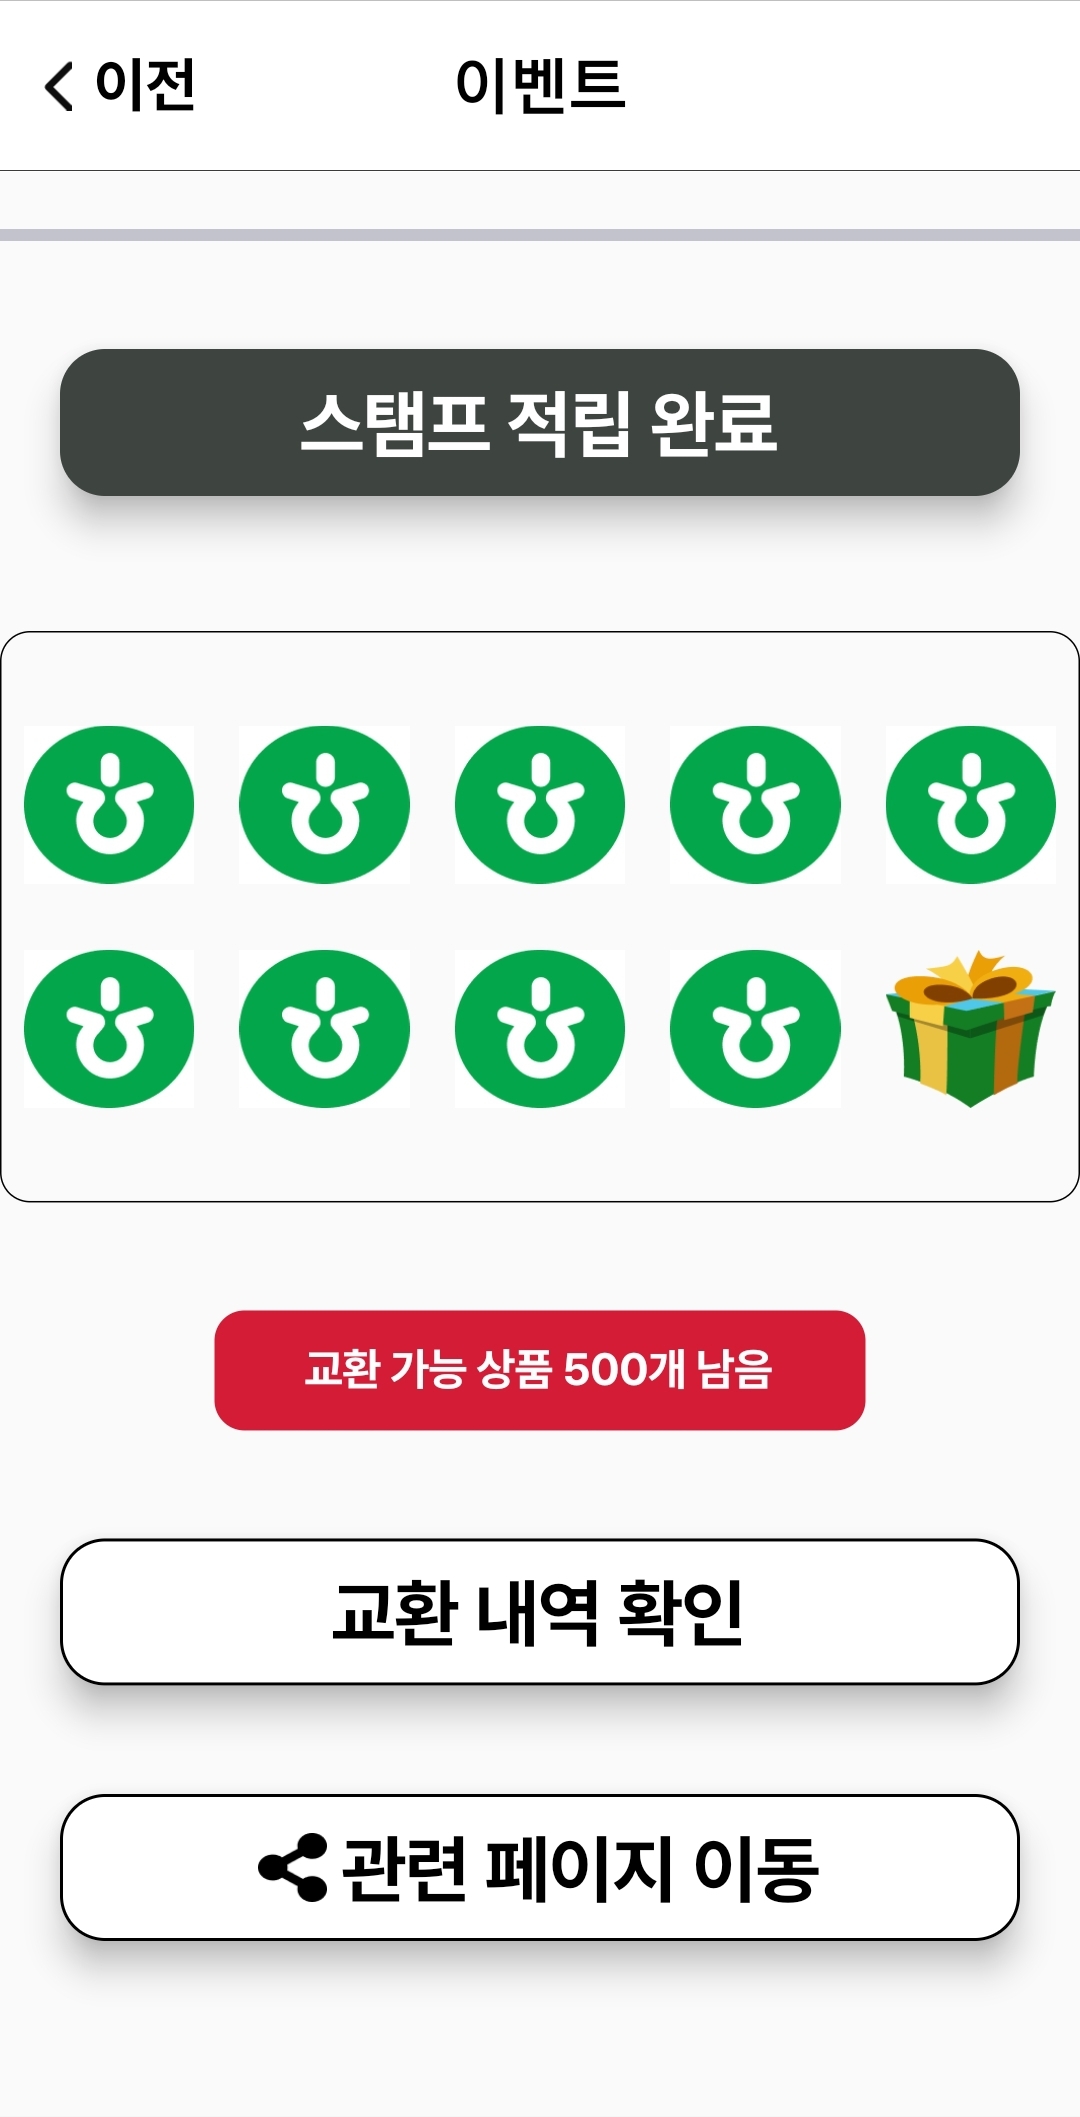 이전
이벤트
스탬프 적립 완료
교환 가능 상품 500개 남음
교환 내역 확인
관련 페이지 이동